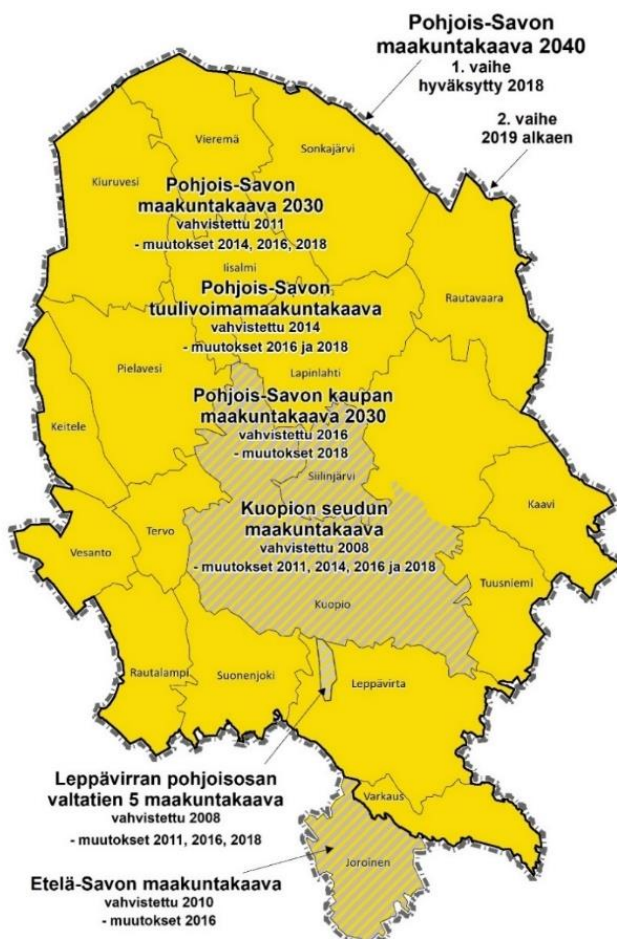 Pohjois-Savon
maakuntakaava 2040
1. vaihe
hyväksytty 2018
2. vaihe
2019 alkaen
Vieremä
Sonkajärvi
Kiuruvesi
Pohjois-Savon
maakuntakaava 2030
vahvistettu 2011
- muutokset 2014, 2016, 2018
Iisalmi
Pohjois-Savon
tuulivoimamaakuntakaava
vahvistettu 2014
- muutokset 2016 ja 2018
Rautavaara
Pielavesi
Lapinlahti
Keitele
Pohjois-Savon kaupan
maakuntakaava 2030
vahvistettu 2016
- muutokset 2018
Siilinjärvi
Kaavi
Kuopion seudun
maakuntakaava
vahvistettu 2008
- muutokset 2011, 2014, 2016 ja 2018
Tervo
Vesanto
Tuusniemi
Kuopio
Rautalampi
Suonenjoki
Leppävirta
Leppävirran pohjoisosan
valtatien 5 maakuntakaava
vahvistettu 2008
- muutokset 2011, 2016, 2018
Varkaus
Joroinen
Etelä-Savon maakuntakaava
vahvistettu 2010
- muutokset 2016